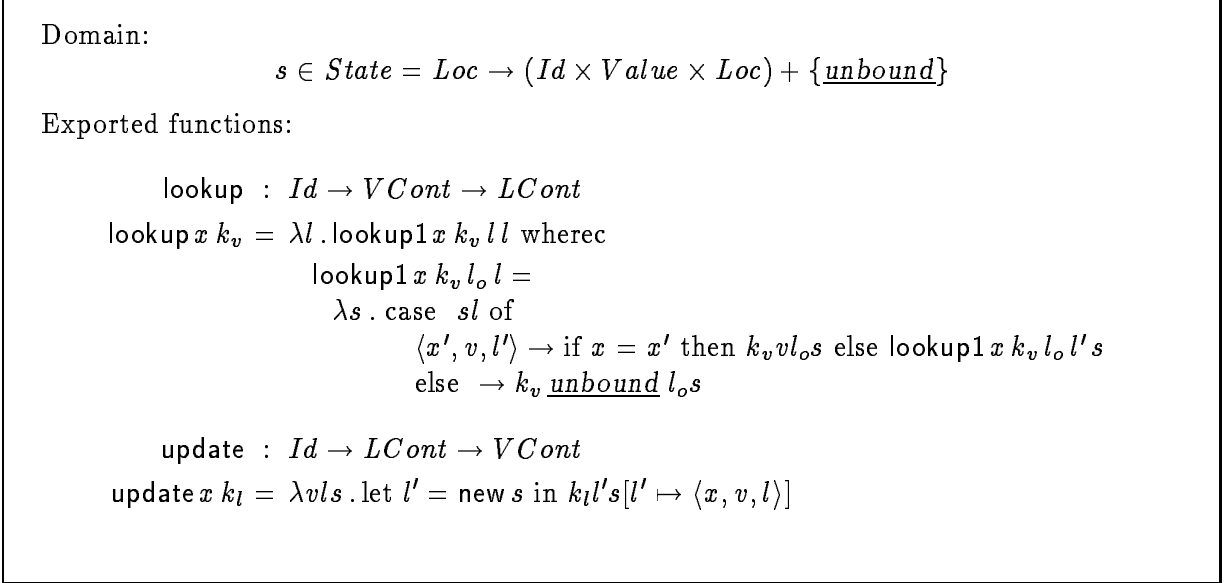 Domain:
s ∈ State = Loc → (Id × Value × Loc) + {unbound}
Exported functions:
lookup : Id → VCont → LCont
lookup x k_v = λl . lookup1 x k_v l l wherec
lookup1 x k_v l_o l =
λs . case sl of
⟨x′, v, l′⟩ → if x = x′ then k_v v l_o s else lookup1 x k_v l_o l′ s
else → k_v unbound l_o s
update : Id → LCont → VCont
update x k_l = λvls . let l′ = new s in k_l l′ s[l′ ↦ ⟨x, v, l⟩]